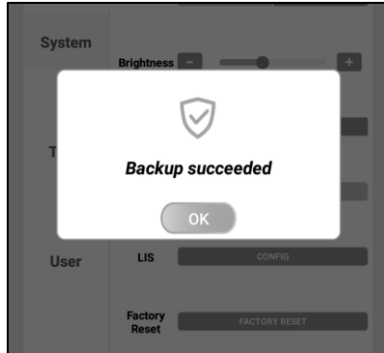 System
Brightness
-
+
T
Backup succeeded
OK
User
LIS
CONFIG
Factory
Reset
FACTORY RESET